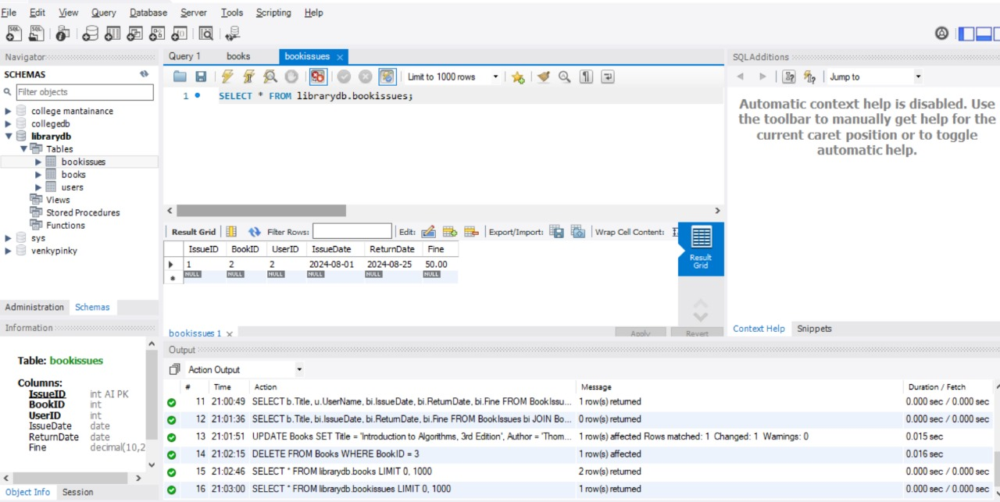 File Edit View Query Database Server Tools Scripting Help
Navigator
SCHEMAS
Filter objects
college mantainance
collegedb
librarydb
Tables
bookissues
books
users
Views
Stored Procedures
Functions
sys
venkypinky
Administration Schemas
Information
Table: bookissues
Columns:
IssueID int AI PK
BookID int
UserID int
IssueDate date
ReturnDate date
Fine decimal(10,2
Object Info Session
Query 1 books bookissues
Limit to 1000 rows
1 SELECT * FROM librarydb.bookissues;
Result Grid Filter Rows: Edit: Export/Import: Wrap Cell Content:
IssueID BookID UserID IssueDate ReturnDate Fine
1 2 2 2024-08-01 2024-08-25 50.00
NULL NULL NULL NULL NULL NULL
Result
Grid
bookissues 1 Apply Revert
SQLAdditions
Jump to
Automatic context help is disabled. Use
the toolbar to manually get help for the
current caret position or to toggle
automatic help.
Context Help Snippets
Output
Action Output
# Time Action Message Duration / Fetch
11 21:00:49 SELECT b.Title, u.UserName, bi.IssueDate, bi.ReturnDate, bi.Fine FROM BookIssu... 1 row(s) returned 0.000 sec / 0.000 sec
12 21:01:36 SELECT b.Title, bi.IssueDate, bi.ReturnDate, bi.Fine FROM BookIssues bi JOIN Bo... 0 row(s) returned 0.000 sec / 0.000 sec
13 21:01:51 UPDATE Books SET Title = 'Introduction to Algorithms, 3rd Edition', Author = 'Thom... 1 row(s) affected Rows matched: 1 Changed: 1 Warnings: 0 0.015 sec
14 21:02:15 DELETE FROM Books WHERE BookID = 3 1 row(s) affected 0.016 sec
15 21:02:46 SELECT * FROM librarydb.books LIMIT 0, 1000 2 row(s) returned 0.000 sec / 0.000 sec
16 21:03:00 SELECT * FROM librarydb.bookissues LIMIT 0, 1000 1 row(s) returned 0.000 sec / 0.000 sec